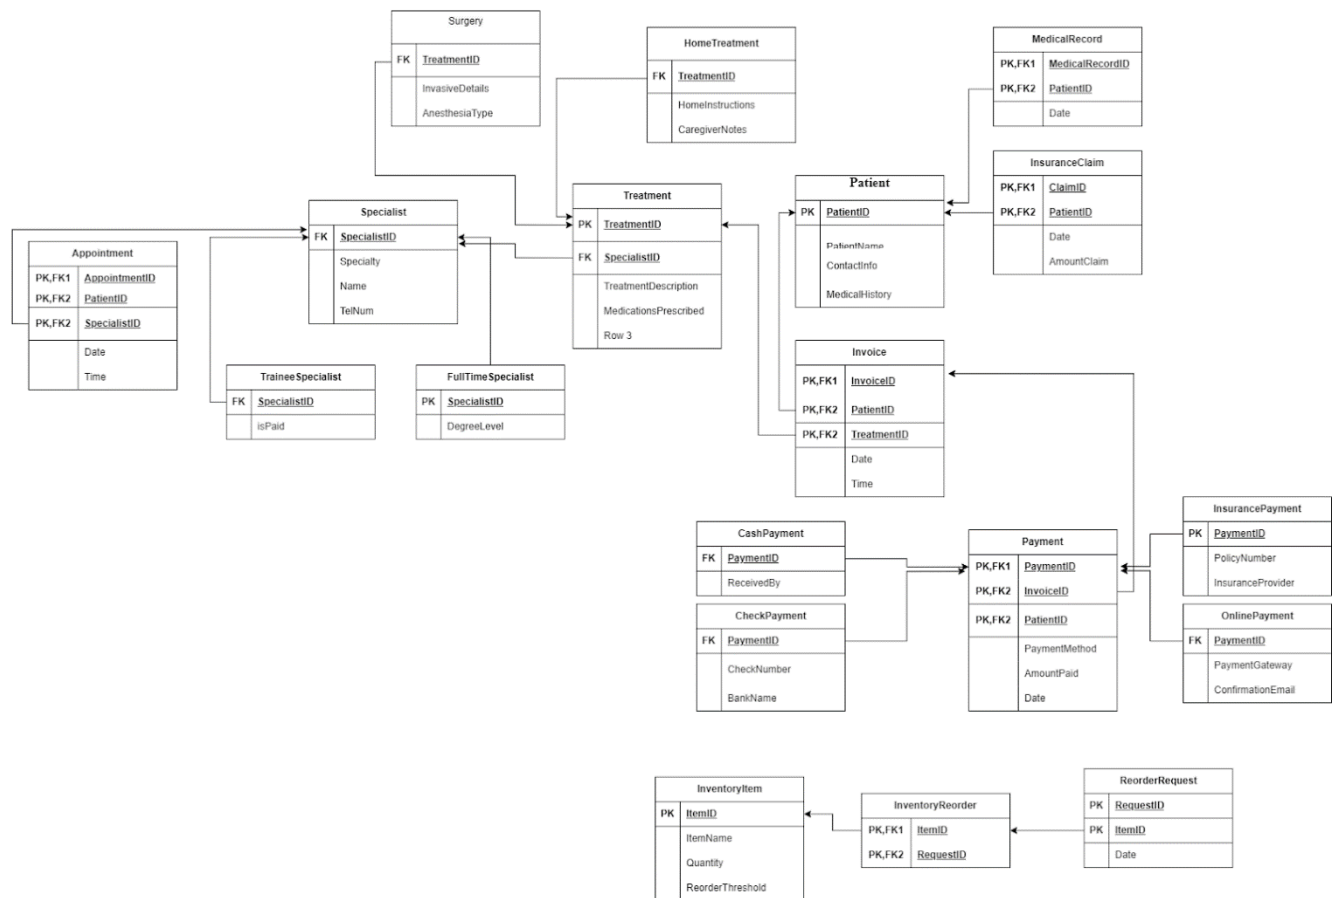 Surgery
FK TreatmentID
InvasiveDetails
AnesthesiaType
HomeTreatment
FK TreatmentID
HomeInstructions
CaregiverNotes
MedicalRecord
PK,FK1 MedicalRecordID
PK,FK2 PatientID
Date
InsuranceClaim
PK,FK1 ClaimID
PK,FK2 PatientID
Date
AmountClaim
Patient
PK PatientID
PatientName
ContactInfo
MedicalHistory
Treatment
PK TreatmentID
FK SpecialistID
TreatmentDescription
MedicationsPrescribed
Row 3
Specialist
FK SpecialistID
Specialty
Name
TelNum
Appointment
PK,FK1 AppointmentID
PK,FK2 PatientID
PK,FK2 SpecialistID
Date
Time
TraineeSpecialist
FK SpecialistID
isPaid
FullTimeSpecialist
PK SpecialistID
DegreeLevel
Invoice
PK,FK1 InvoiceID
PK,FK2 PatientID
PK,FK2 TreatmentID
Date
Time
CashPayment
FK PaymentID
ReceivedBy
CheckPayment
FK PaymentID
CheckNumber
BankName
Payment
PK,FK1 PaymentID
PK,FK2 InvoiceID
PK,FK2 PatientID
PaymentMethod
AmountPaid
Date
InsurancePayment
PK PaymentID
PolicyNumber
InsuranceProvider
OnlinePayment
FK PaymentID
PaymentGateway
ConfirmationEmail
InventoryItem
PK ItemID
ItemName
Quantity
ReorderThreshold
InventoryReorder
PK,FK1 ItemID
PK,FK2 RequestID
ReorderRequest
PK RequestID
PK ItemID
Date